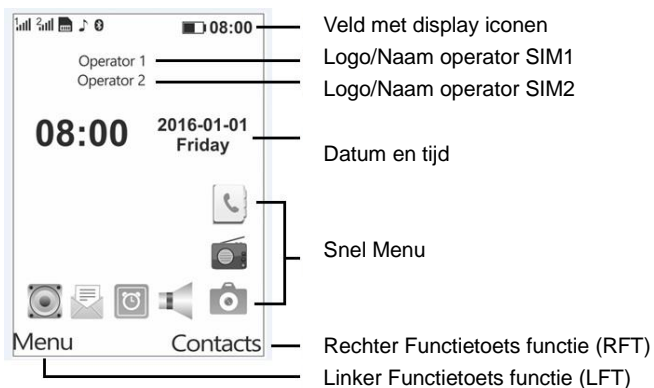 1 2 08:00
Veld met display iconen
Operator 1
Logo/Naam operator SIM1
Operator 2
Logo/Naam operator SIM2
08:00
2016-01-01
Friday
Datum en tijd
Snel Menu
Menu
Contacts
Rechter Functietoets functie (RFT)
Linker Functietoets functie (LFT)